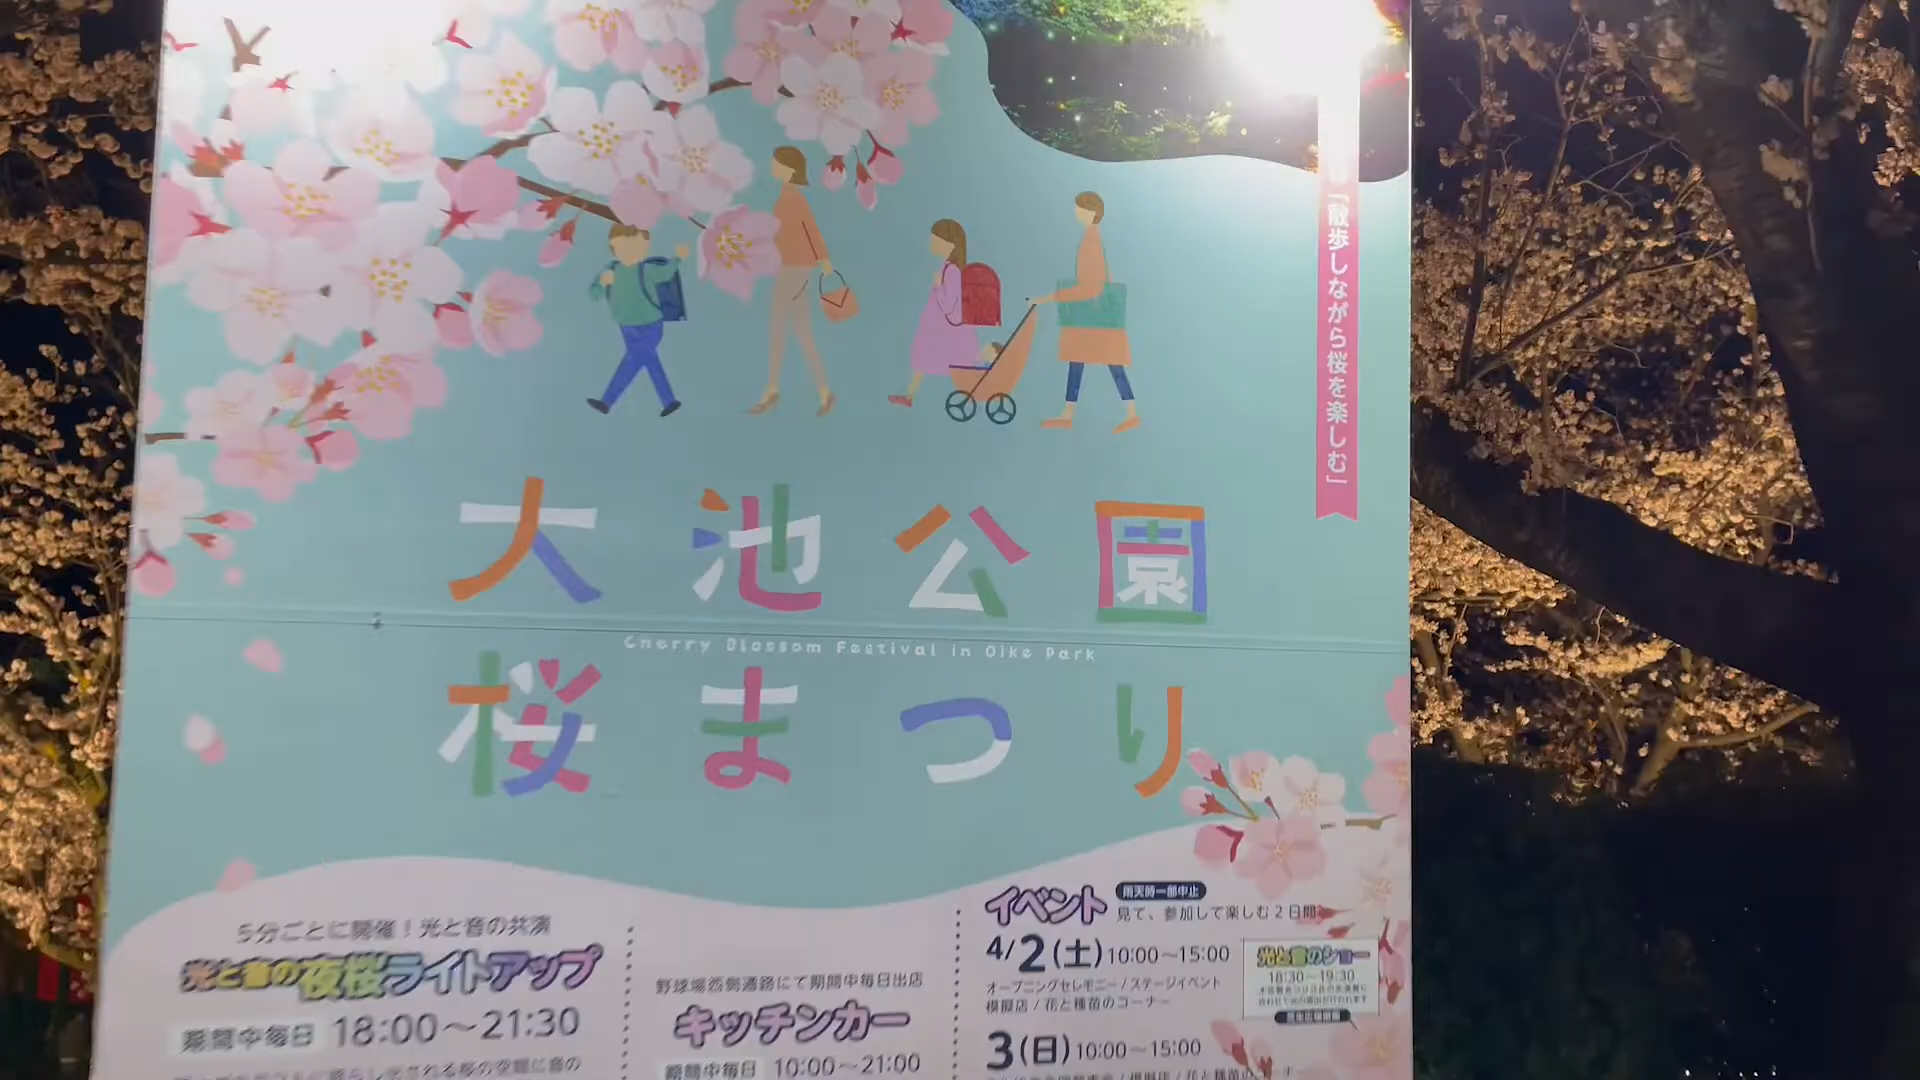 「散歩しながら桜を楽しむ」
大池公園
Cherry Blossom Festival in Oike Park
桜まつり
5分ごとに開催！光と音の共演
光と音の夜桜ライトアップ
期間中毎日 18:00～21:30
野球場西側通路にて期間中毎日出店
キッチンカー
期間中毎日 10:00～21:00
イベント 雨天時一部中止
見て、参加して楽しむ2日間
4/2(土)10:00～15:00
オープニングセレモニー/ステージイベント
模擬店/花と種苗のコーナー
光と音のショー
18:30～19:30
3(日)10:00～15:00